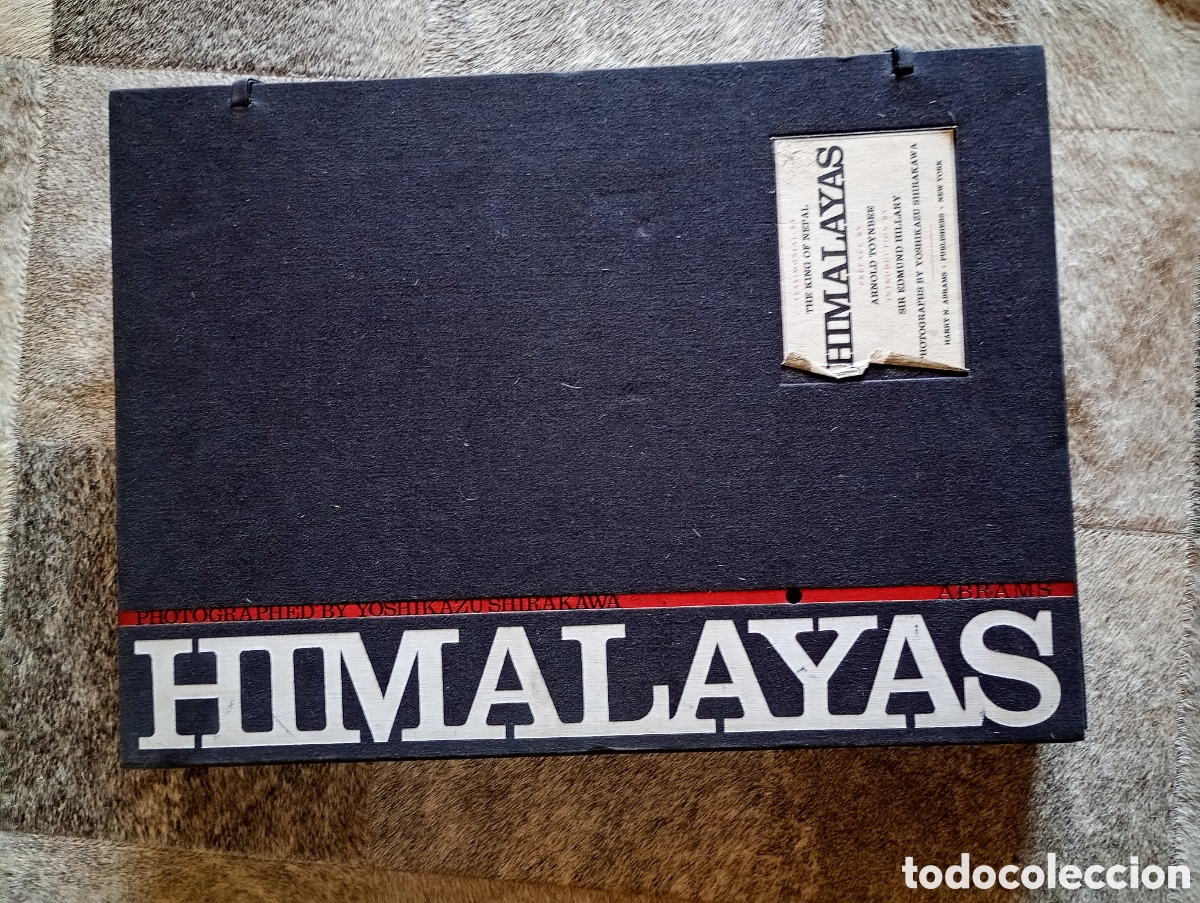 TESTIMONIAL BY
THE KING OF NEPAL
HIMALAYAS
PREFACE BY
ARNOLD TOYNBEE
INTRODUCTION BY
SIR EDMUND HILLARY
PHOTOGRAPHS BY YOSHIKAZU SHIRAKAWA
HARRY N. ABRAMS · PUBLISHERS · NEW YORK
PHOTOGRAPHED BY YOSHIKAZU SHIRAKAWA
ABRAMS
HIMALAYAS
todocoleccion